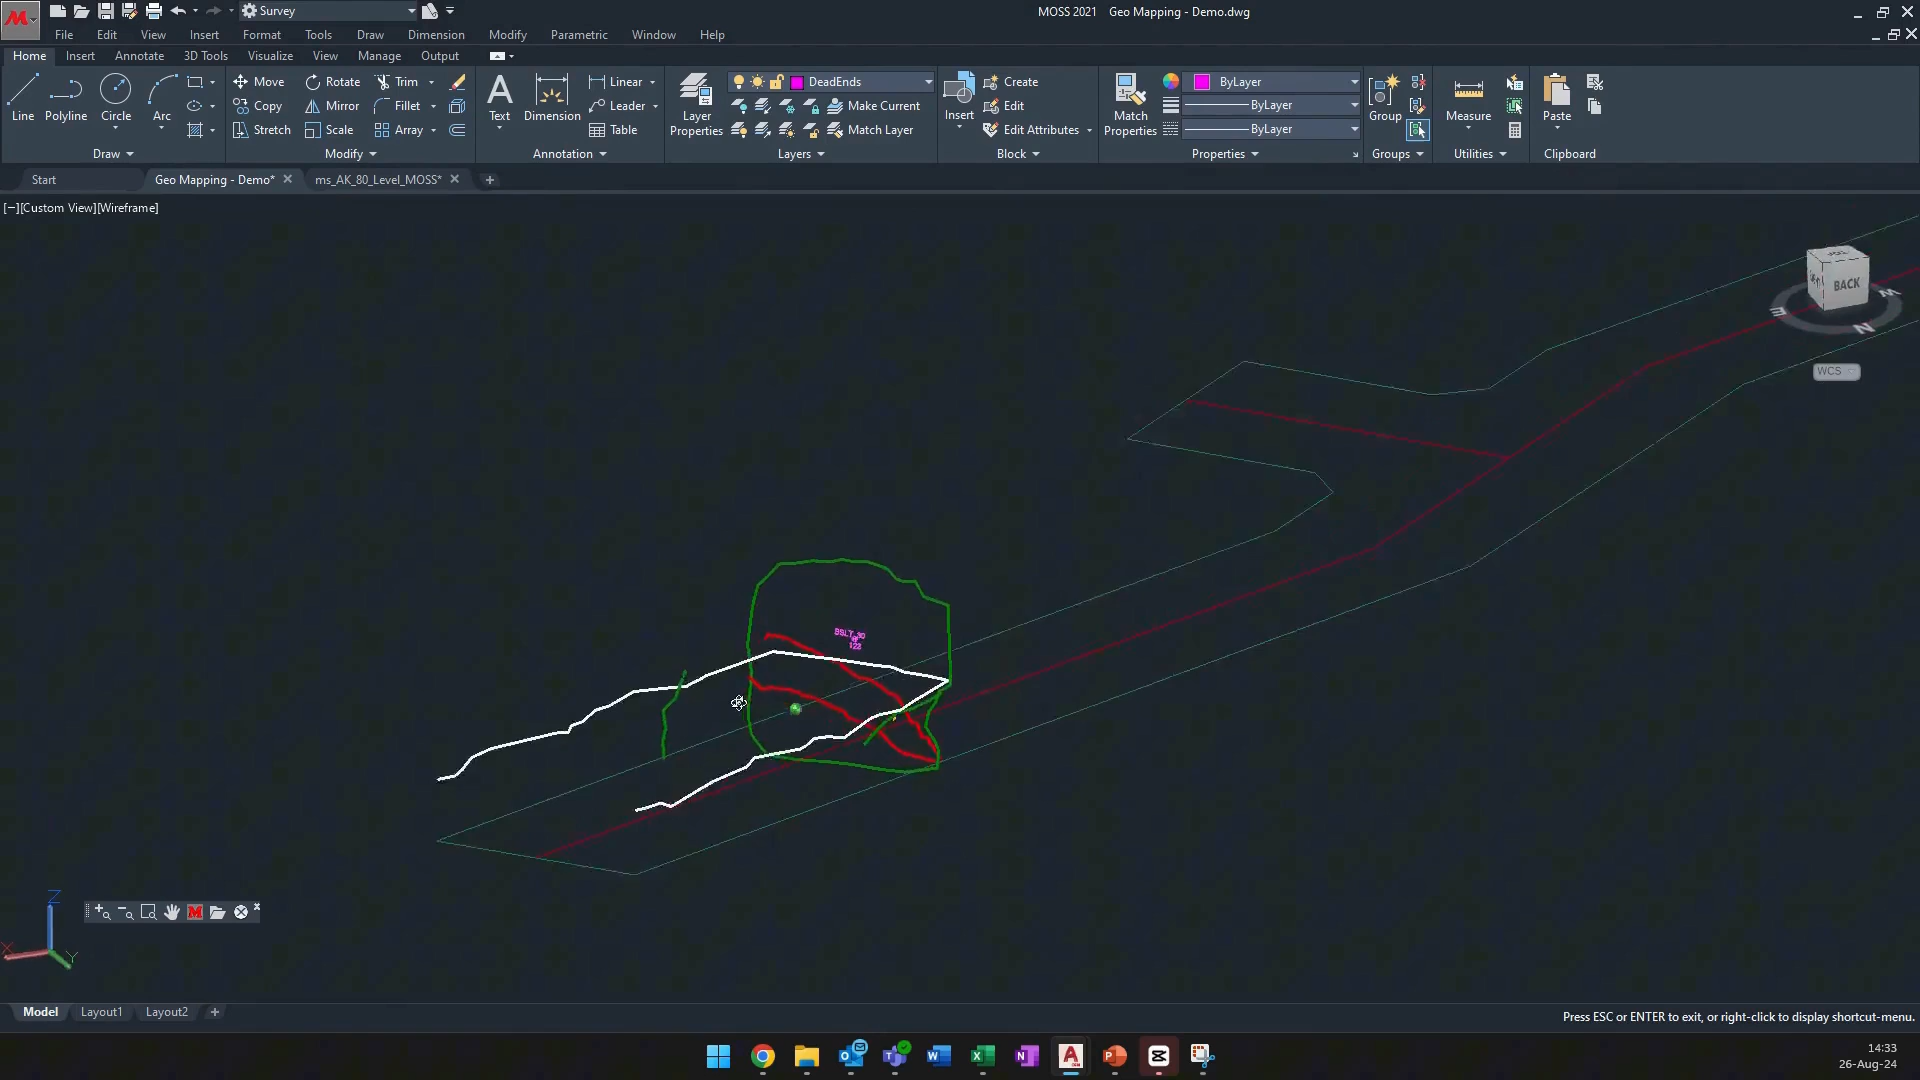 Survey
MOSS 2021 Geo Mapping - Demo.dwg
File Edit View Insert Format Tools Draw Dimension Modify Parametric Window Help
Home Insert Annotate 3D Tools Visualize View Manage Output
Line Polyline Circle Arc
Move Rotate Trim
Copy Mirror Fillet
Stretch Scale Array
Text Dimension
Linear
Leader
Table
Layer Properties
DeadEnds
Make Current
Match Layer
Insert
Create
Edit
Edit Attributes
Match Properties
ByLayer
ByLayer
ByLayer
Group
Measure
Paste
Draw Modify Annotation Layers Block Properties Groups Utilities Clipboard
Start Geo Mapping - Demo* ms_AK_80_Level_MOSS*
[−][Custom View][Wireframe]
BACK
E N W
WCS
BSLT 30
122
Z
X Y
Model Layout1 Layout2
Press ESC or ENTER to exit, or right-click to display shortcut-menu.
14:33
26-Aug-24